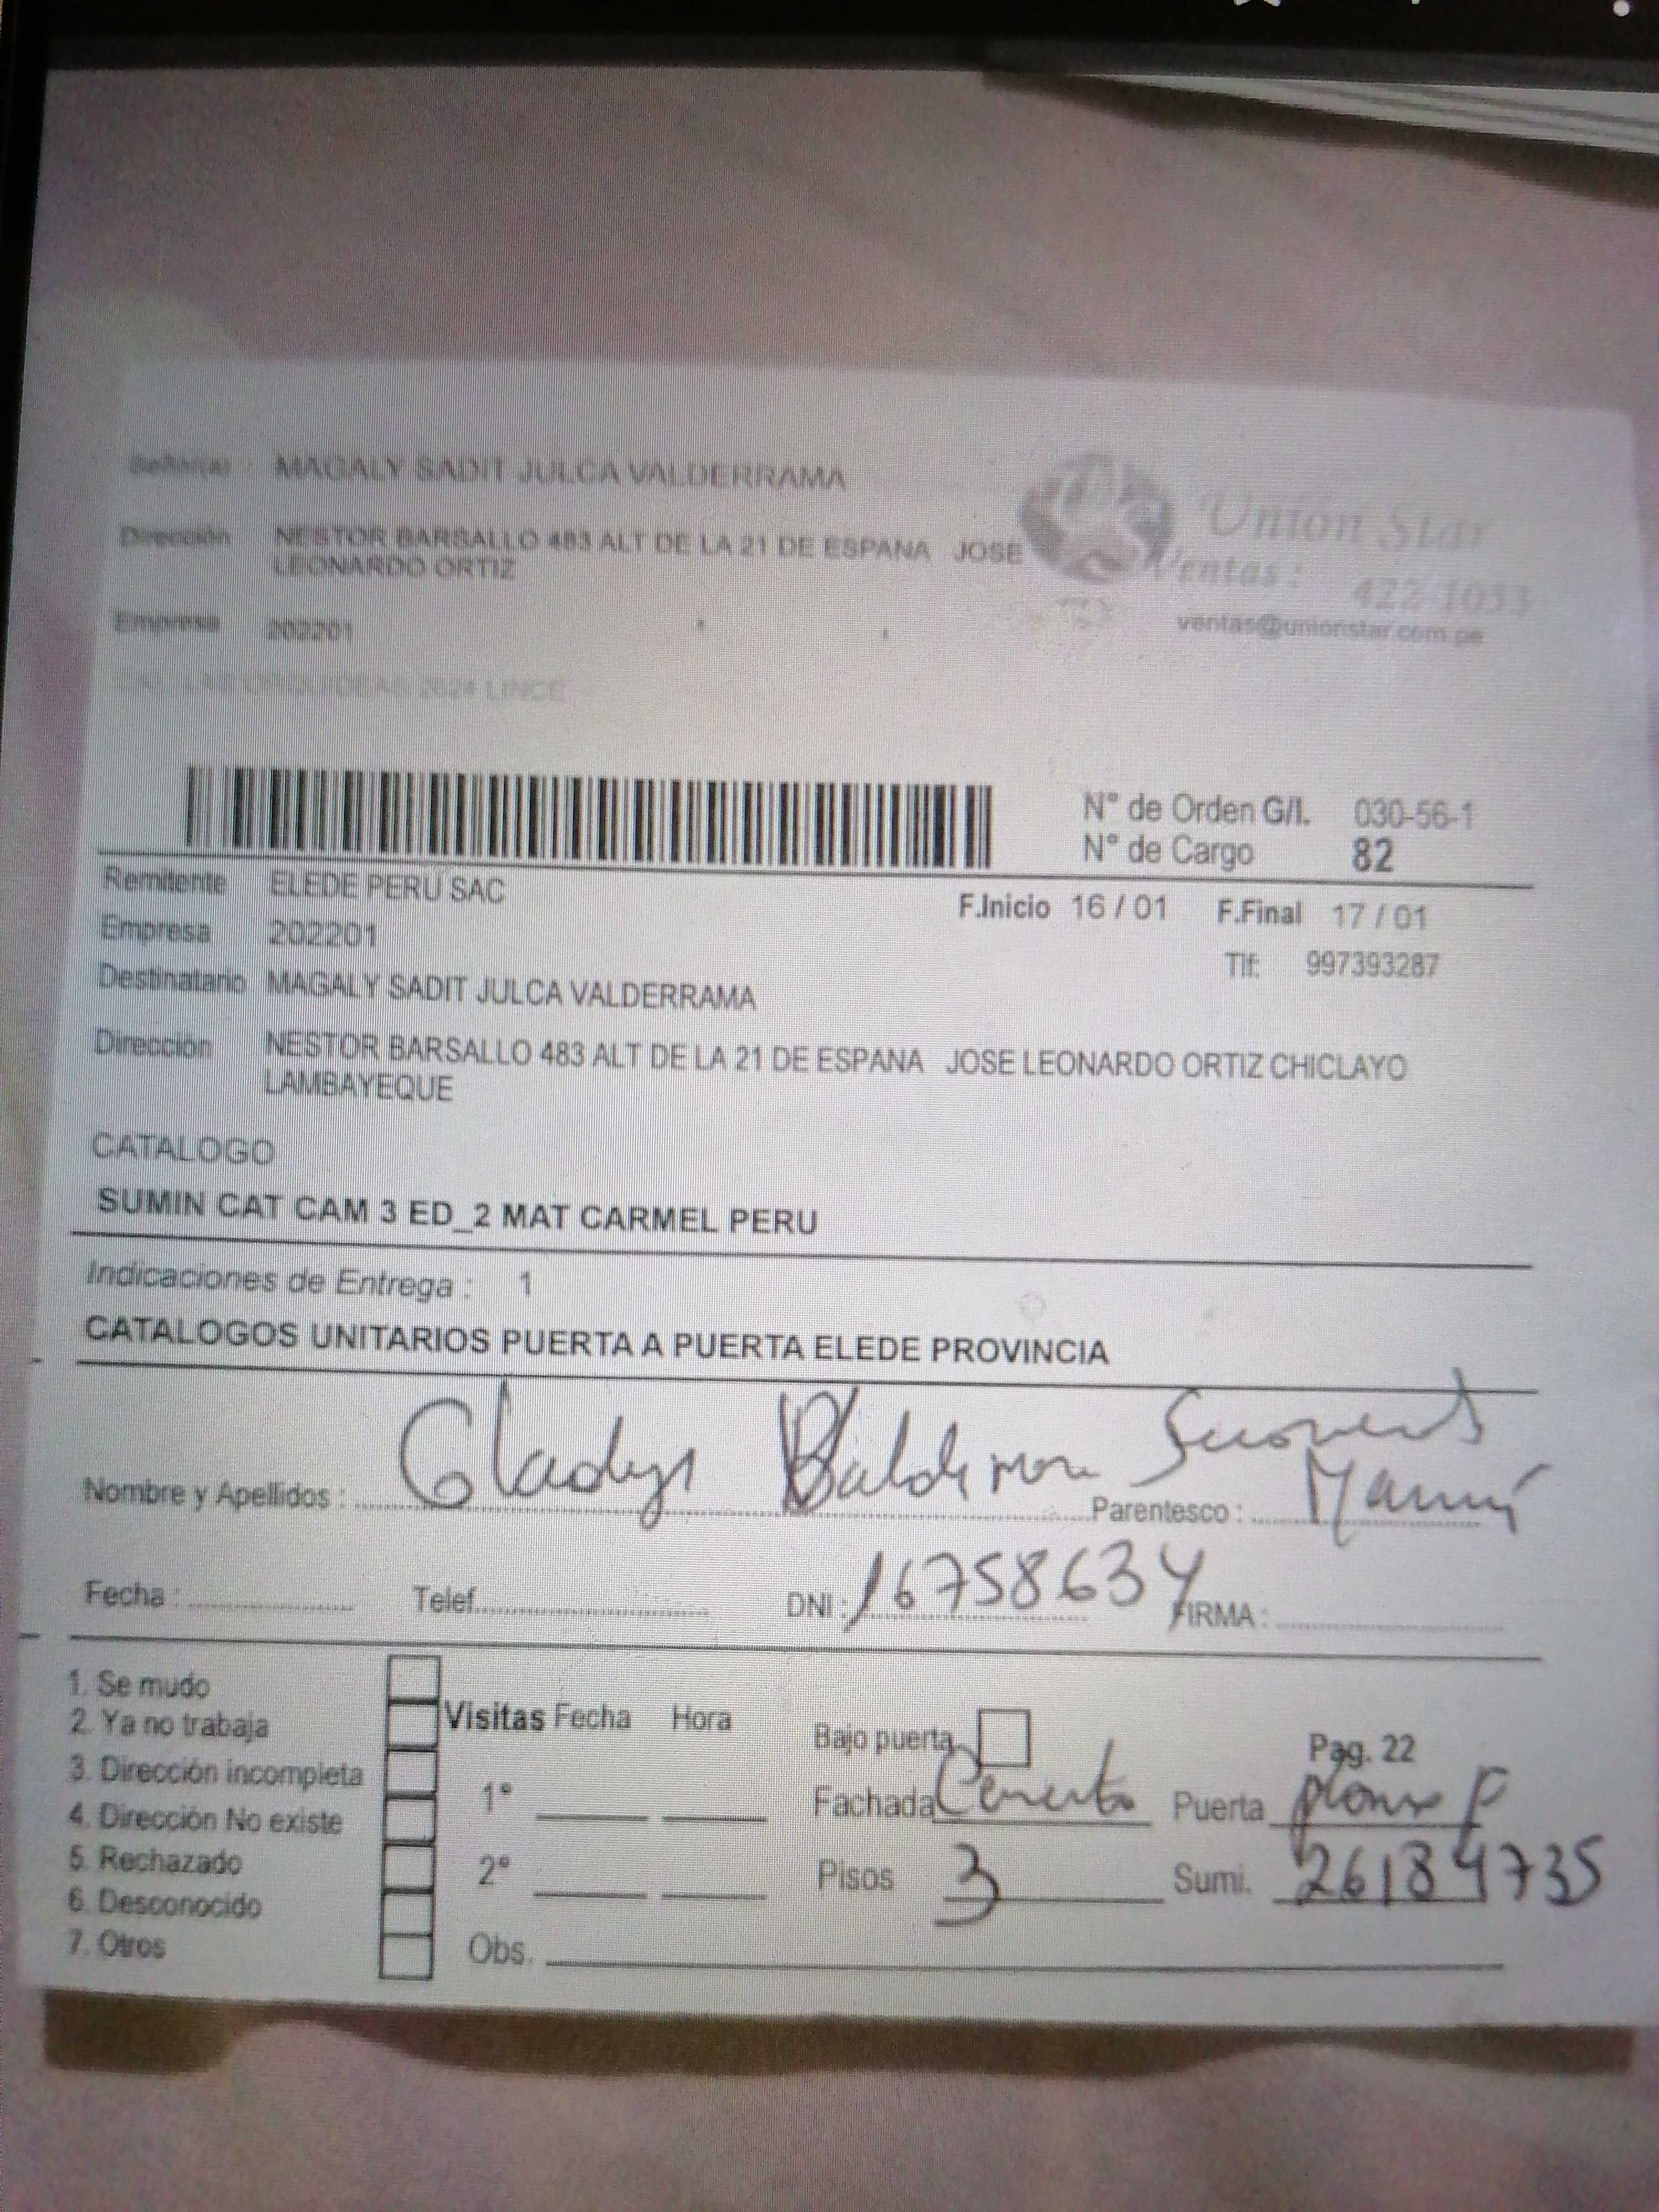 Señor(a) : MAGALY SADIT JULCA VALDERRAMA
Dirección NESTOR BARSALLO 483 ALT DE LA 21 DE ESPANA JOSE
LEONARDO ORTIZ
Unión Star
Ventas : 422-1053
ventas@unionstar.com.pe
Empresa 202201
ORQUIDEAS 2624 LINCE
N° de Orden G/I. 030-56-1
N° de Cargo 82
Remitente ELEDE PERU SAC
F.Inicio 16 / 01 F.Final 17 / 01
Empresa 202201
Tlf: 997393287
Destinatario MAGALY SADIT JULCA VALDERRAMA
Dirección NESTOR BARSALLO 483 ALT DE LA 21 DE ESPANA JOSE LEONARDO ORTIZ CHICLAYO
LAMBAYEQUE
CATALOGO
SUMIN CAT CAM 3 ED_2 MAT CARMEL PERU
Indicaciones de Entrega : 1
CATALOGOS UNITARIOS PUERTA A PUERTA ELEDE PROVINCIA
Nombre y Apellidos : Gladys Parentesco : Mamá
Fecha : Telef. DNI : 16758634 FIRMA :
1. Se mudo
2. Ya no trabaja
3. Dirección incompleta
4. Dirección No existe
5. Rechazado
6. Desconocido
7. Otros
Visitas Fecha Hora
1°
2°
Obs.
Bajo puerta
Pag. 22
Fachada Cemento Puerta
Pisos 3 Sumi. 26184735